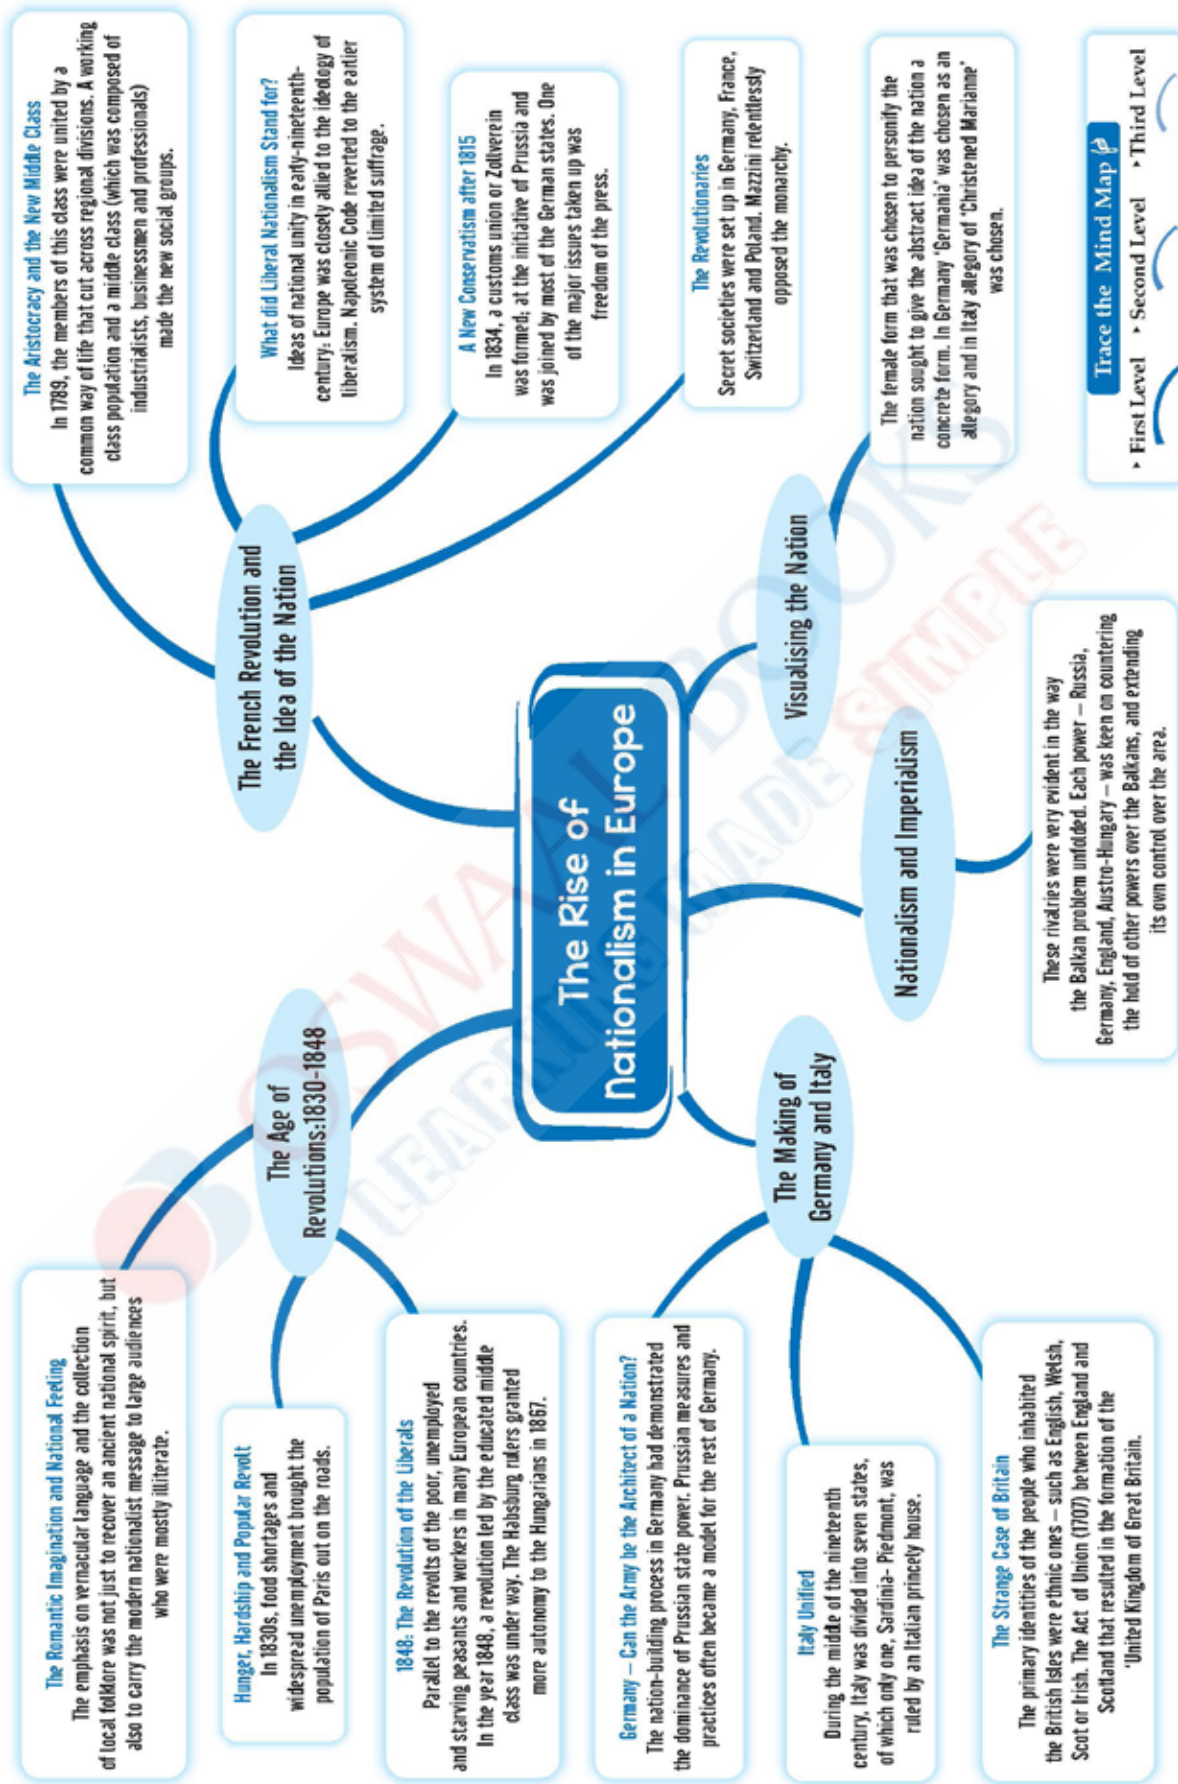 The Romantic Imagination and National Feeling
The emphasis on vernacular language and the collection
of local folklore was not just to recover an ancient national spirit, but
also to carry the modern nationalist message to large audiences
who were mostly illiterate.
Hunger, Hardship and Popular Revolt
In 1830s, food shortages and
widespread unemployment brought the
population of Paris out on the roads.
1848: The Revolution of the Liberals
Parallel to the revolts of the poor, unemployed
and starving peasants and workers in many European countries.
In the year 1848, a revolution led by the educated middle
class was under way. The Habsburg rulers granted
more autonomy to the Hungarians in 1867.
The Age of
Revolutions:1830-1848
The French Revolution and
the Idea of the Nation
The Aristocracy and the New Middle Class
In 1789, the members of this class were united by a
common way of life that cut across regional divisions. A working
class population and a middle class (which was composed of
industrialists, businessmen and professionals)
made the new social groups.
What did Liberal Nationalism Stand for?
Ideas of national unity in early-nineteenth-
century: Europe was closely allied to the ideology of
liberalism. Napoleonic Code reverted to the earlier
system of limited suffrage.
A New Conservatism after 1815
In 1834, a customs union or Zollverein
was formed; at the initiative of Prussia and
was joined by most of the German states. One
of the major issues taken up was
freedom of the press.
The Revolutionaries
Secret societies were set up in Germany, France,
Switzerland and Poland. Mazzini relentlessly
opposed the monarchy.
The Rise of
Nationalism in Europe
Germany – Can the Army be the Architect of a Nation?
The nation-building process in Germany had demonstrated
the dominance of Prussian state power. Prussian measures and
practices often became a model for the rest of Germany.
Italy Unified
During the middle of the nineteenth
century, Italy was divided into seven states,
of which only one, Sardinia- Piedmont, was
ruled by an Italian princely house.
The Strange Case of Britain
The primary identities of the people who inhabited
the British Isles were ethnic ones – such as English, Welsh,
Scot or Irish. The Act of Union (1707) between England and
Scotland that resulted in the formation of the
'United Kingdom of Great Britain.
The Making of
Germany and Italy
Nationalism and Imperialism
These rivalries were very evident in the way
the Balkan problem unfolded. Each power – Russia,
Germany, England, Austro-Hungary – was keen on countering
the hold of other powers over the Balkans, and extending
its own control over the area.
Visualising the Nation
The female form that was chosen to personify the
nation sought to give the abstract idea of the nation a
concrete form. In Germany 'Germania' was chosen as an
allegory and in Italy allegory of 'Christened Marianne'
was chosen.
Trace the Mind Map
▸ First Level ▸ Second Level ▸ Third Level
OSWAAL BOOKS
LEARNING MADE SIMPLE